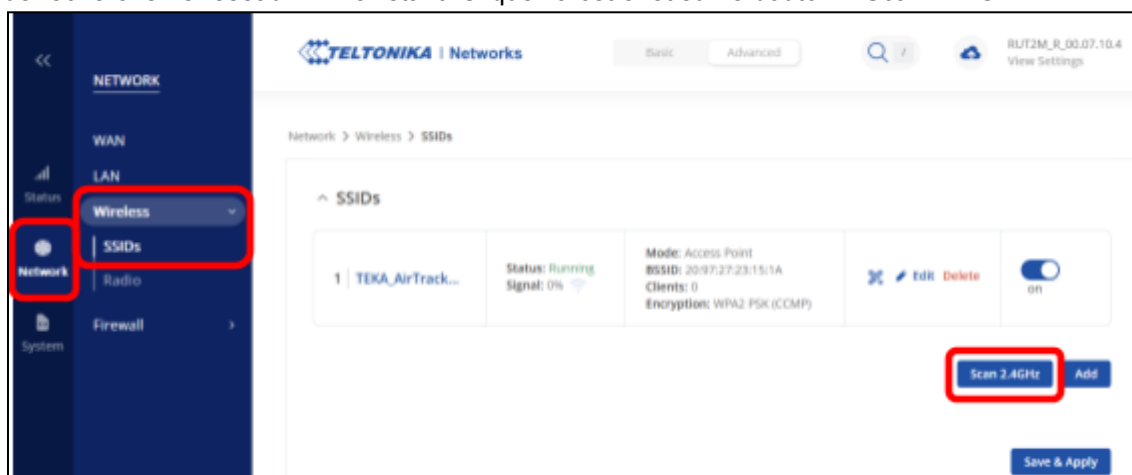 TELTONIKA | Networks
Basic
Advanced
/
RUT2M_R_00.07.10.4
View Settings
NETWORK
WAN
LAN
Wireless
SSIDs
Radio
Firewall
Status
Network
System
Network > Wireless > SSIDs
SSIDs
1 | TEKA_AirTrack...
Status: Running
Signal: 0%
Mode: Access Point
BSSID: 20:97:27:23:15:1A
Clients: 0
Encryption: WPA2 PSK (CCMP)
Edit Delete
on
Scan 2.4GHz
Add
Save & Apply